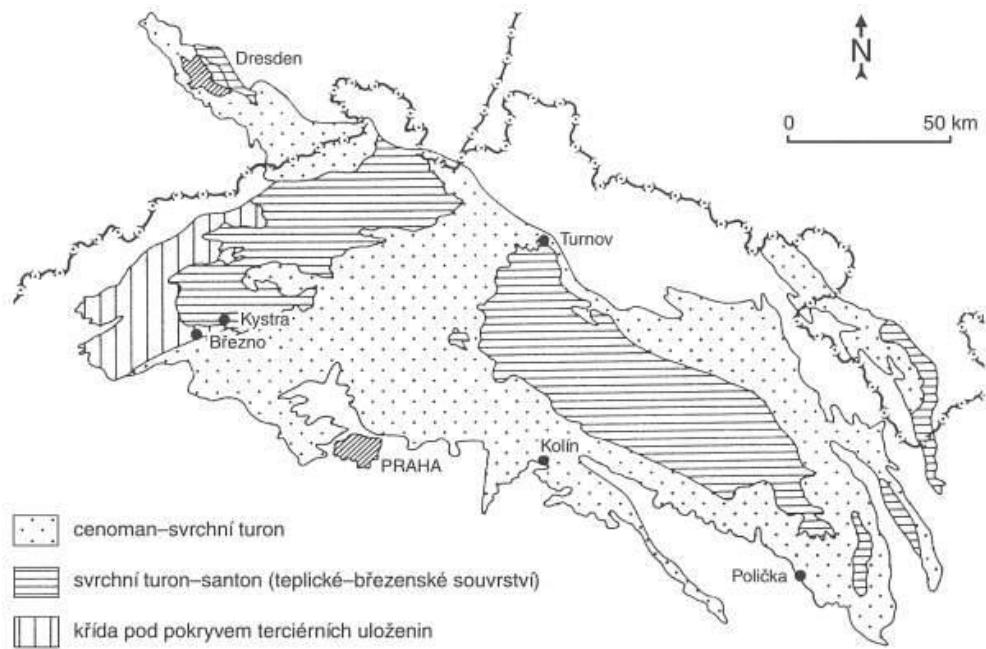 Dresden
N
0 50 km
Turnov
Kystra
Březno
Kolín
PRAHA
Polička
cenoman–svrchní turon
svrchní turon–santon (teplické–březenské souvrství)
křída pod pokryvem terciérních uloženin